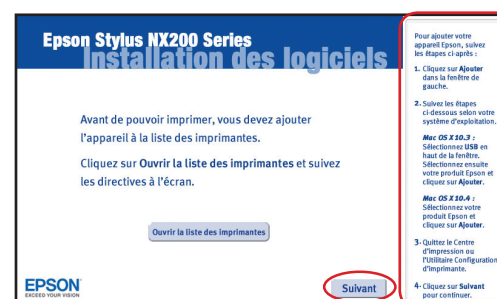 Epson Stylus NX200 Series
Installation des logiciels
Avant de pouvoir imprimer, vous devez ajouter
l'appareil à la liste des imprimantes.
Cliquez sur Ouvrir la liste des imprimantes et suivez
les directives à l'écran.
Ouvrir la liste des imprimantes
EPSON
EXCEED YOUR VISION
Suivant
Pour ajouter votre
appareil Epson, suivez
les étapes ci-après :
1. Cliquez sur Ajouter
dans la fenêtre de
gauche.
2. Suivez les étapes
ci-dessous selon votre
système d'exploitation.
Mac OS X 10.3 :
Sélectionnez USB en
haut de la fenêtre.
Sélectionnez ensuite
votre produit Epson et
cliquez sur Ajouter.
Mac OS X 10.4 :
Sélectionnez votre
produit Epson et
cliquez sur Ajouter.
3. Quittez le Centre
d'impression ou
l'Utilitaire Configuration
d'imprimante.
4. Cliquez sur Suivant
pour continuer.